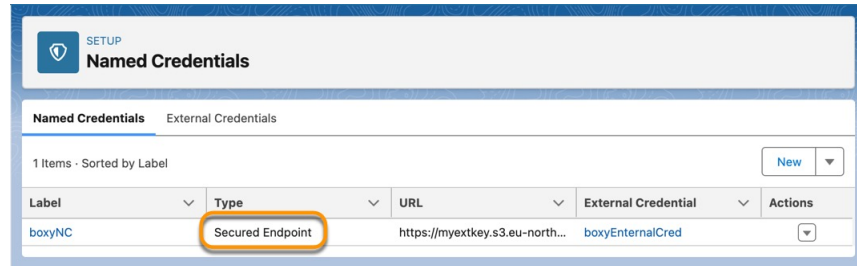 SETUP
Named Credentials
Named Credentials External Credentials
1 Items · Sorted by Label
New
Label Type URL External Credential Actions
boxyNC Secured Endpoint https://myextkey.s3.eu-north... boxyEnternalCred